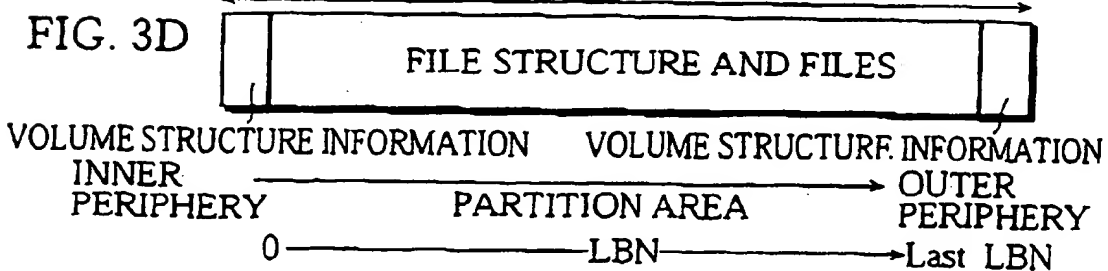 FIG. 3D
FILE STRUCTURE AND FILES
VOLUME STRUCTURE INFORMATION
VOLUME STRUCTURE INFORMATION
INNER PERIPHERY
PARTITION AREA
OUTER PERIPHERY
0 LBN Last LBN